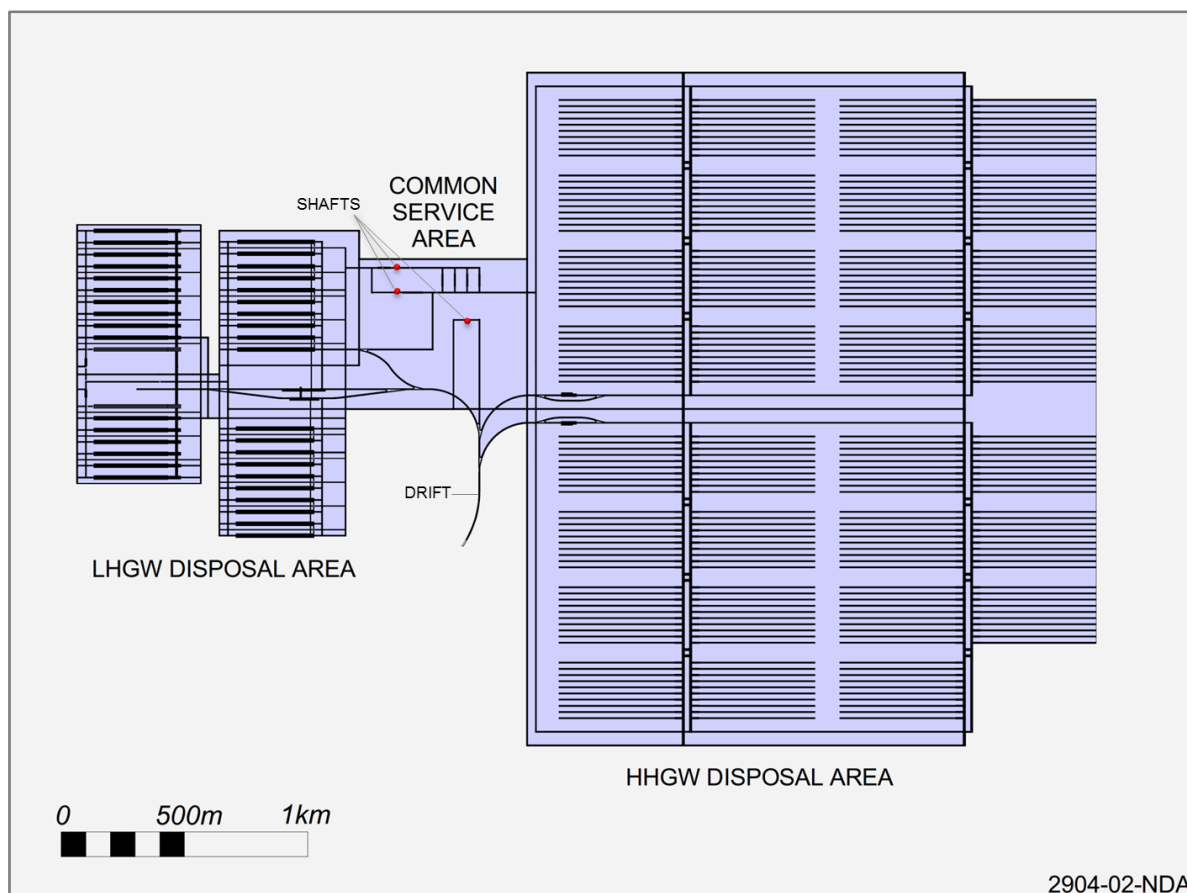 COMMON
SERVICE
AREA
SHAFTS
DRIFT
LHGW DISPOSAL AREA
HHGW DISPOSAL AREA
0 500m 1km
2904-02-NDA